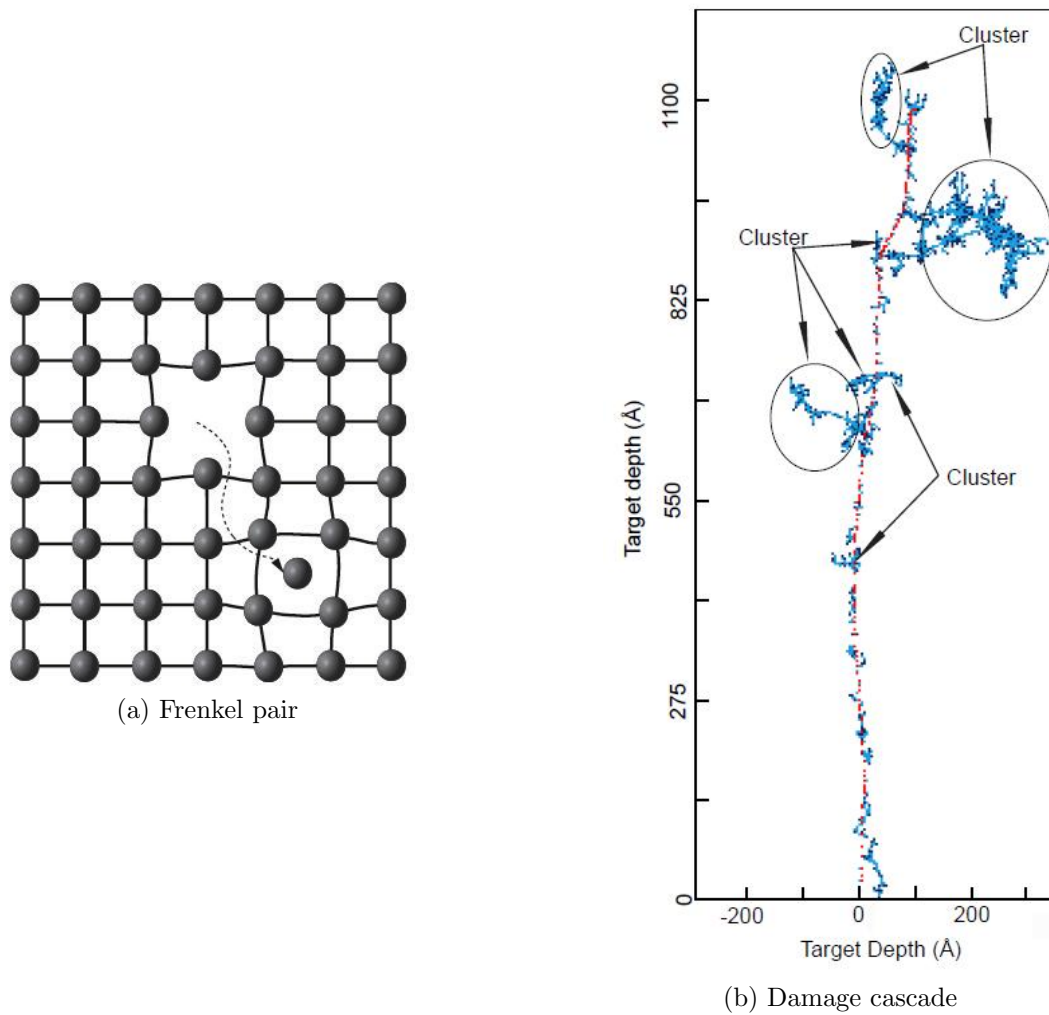 (a) Frenkel pair
Cluster
Cluster
Cluster
Target depth (Å)
1100
825
550
275
0
-200 0 200
Target Depth (Å)
(b) Damage cascade